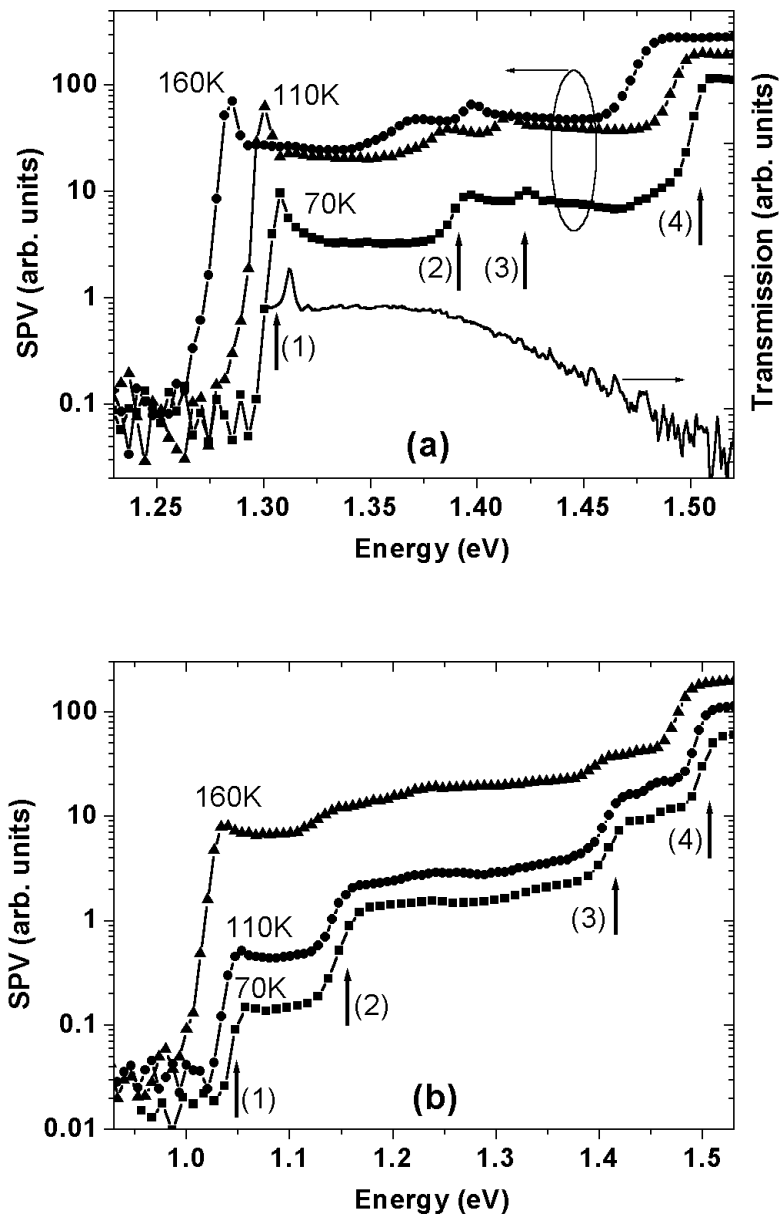 SPV (arb. units)
100
10
1
0.1
160K
110K
70K
(1)
(2)
(3)
(4)
(a)
Transmission (arb. units)
1.25 1.30 1.35 1.40 1.45 1.50
Energy (eV)
SPV (arb. units)
100
10
1
0.1
0.01
160K
110K
70K
(1)
(2)
(3)
(4)
(b)
1.0 1.1 1.2 1.3 1.4 1.5
Energy (eV)